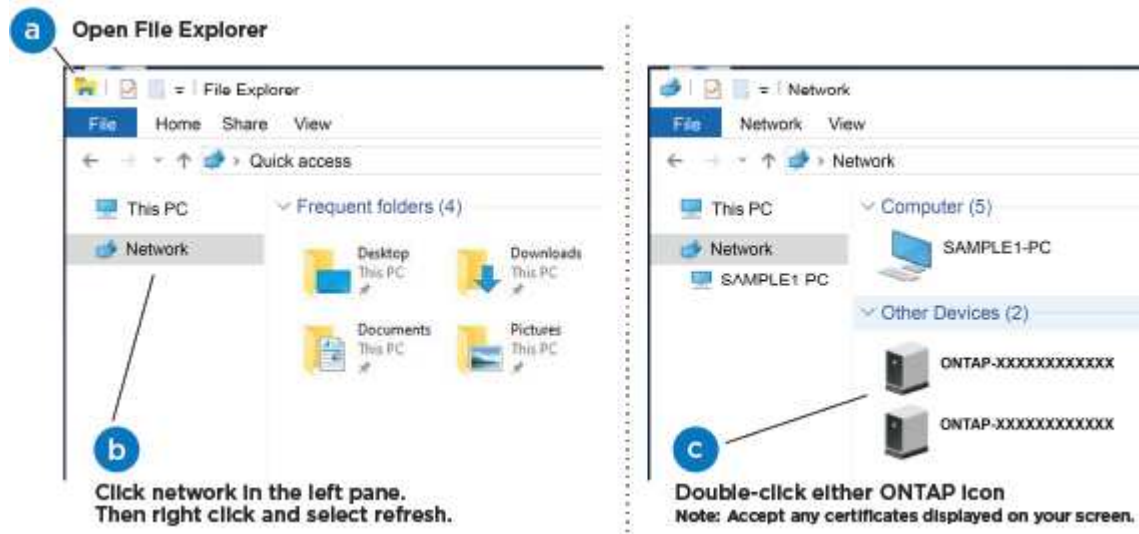 a Open File Explorer
File Explorer
File Home Share View
Quick access
This PC
Network
Frequent folders (4)
Desktop
This PC
Downloads
This PC
Documents
This PC
Pictures
This PC
b
Click network in the left pane.
Then right click and select refresh.
Network
File Network View
Network
This PC
Network
SAMPLE1 PC
Computer (5)
SAMPLE1-PC
Other Devices (2)
ONTAP-XXXXXXXXXXXX
ONTAP-XXXXXXXXXXXX
c
Double-click either ONTAP icon
Note: Accept any certificates displayed on your screen.